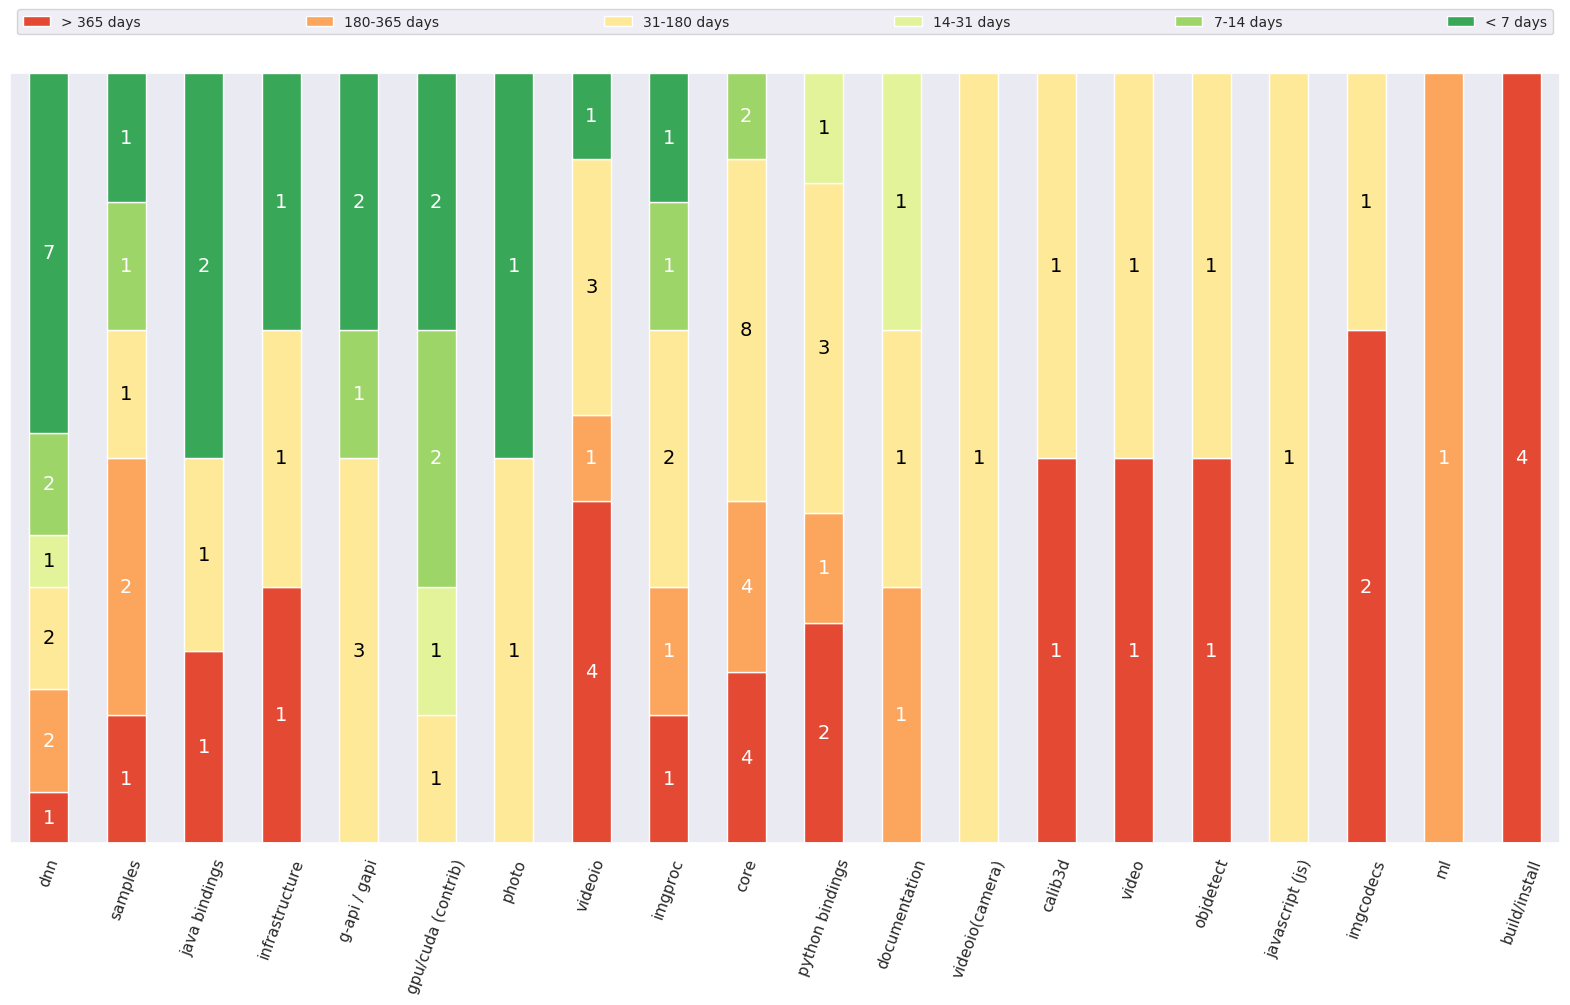 > 365 days 180-365 days 31-180 days 14-31 days 7-14 days < 7 days
7 2 1 2 2 1
1 1 1 2 1
2 1 1
1 1 1
2 1 3
2 2 1 1
1 1
1 3 1 4
1 1 2 1 1
2 8 4 4
1 3 1 2
1 1 1
1
1 1
1 1
1 1
1
1 2
1
4
dnn
samples
java bindings
infrastructure
g-api / gapi
gpu/cuda (contrib)
photo
videoio
imgproc
core
python bindings
documentation
videoio(camera)
calib3d
video
objdetect
javascript (js)
imgcodecs
ml
build/install